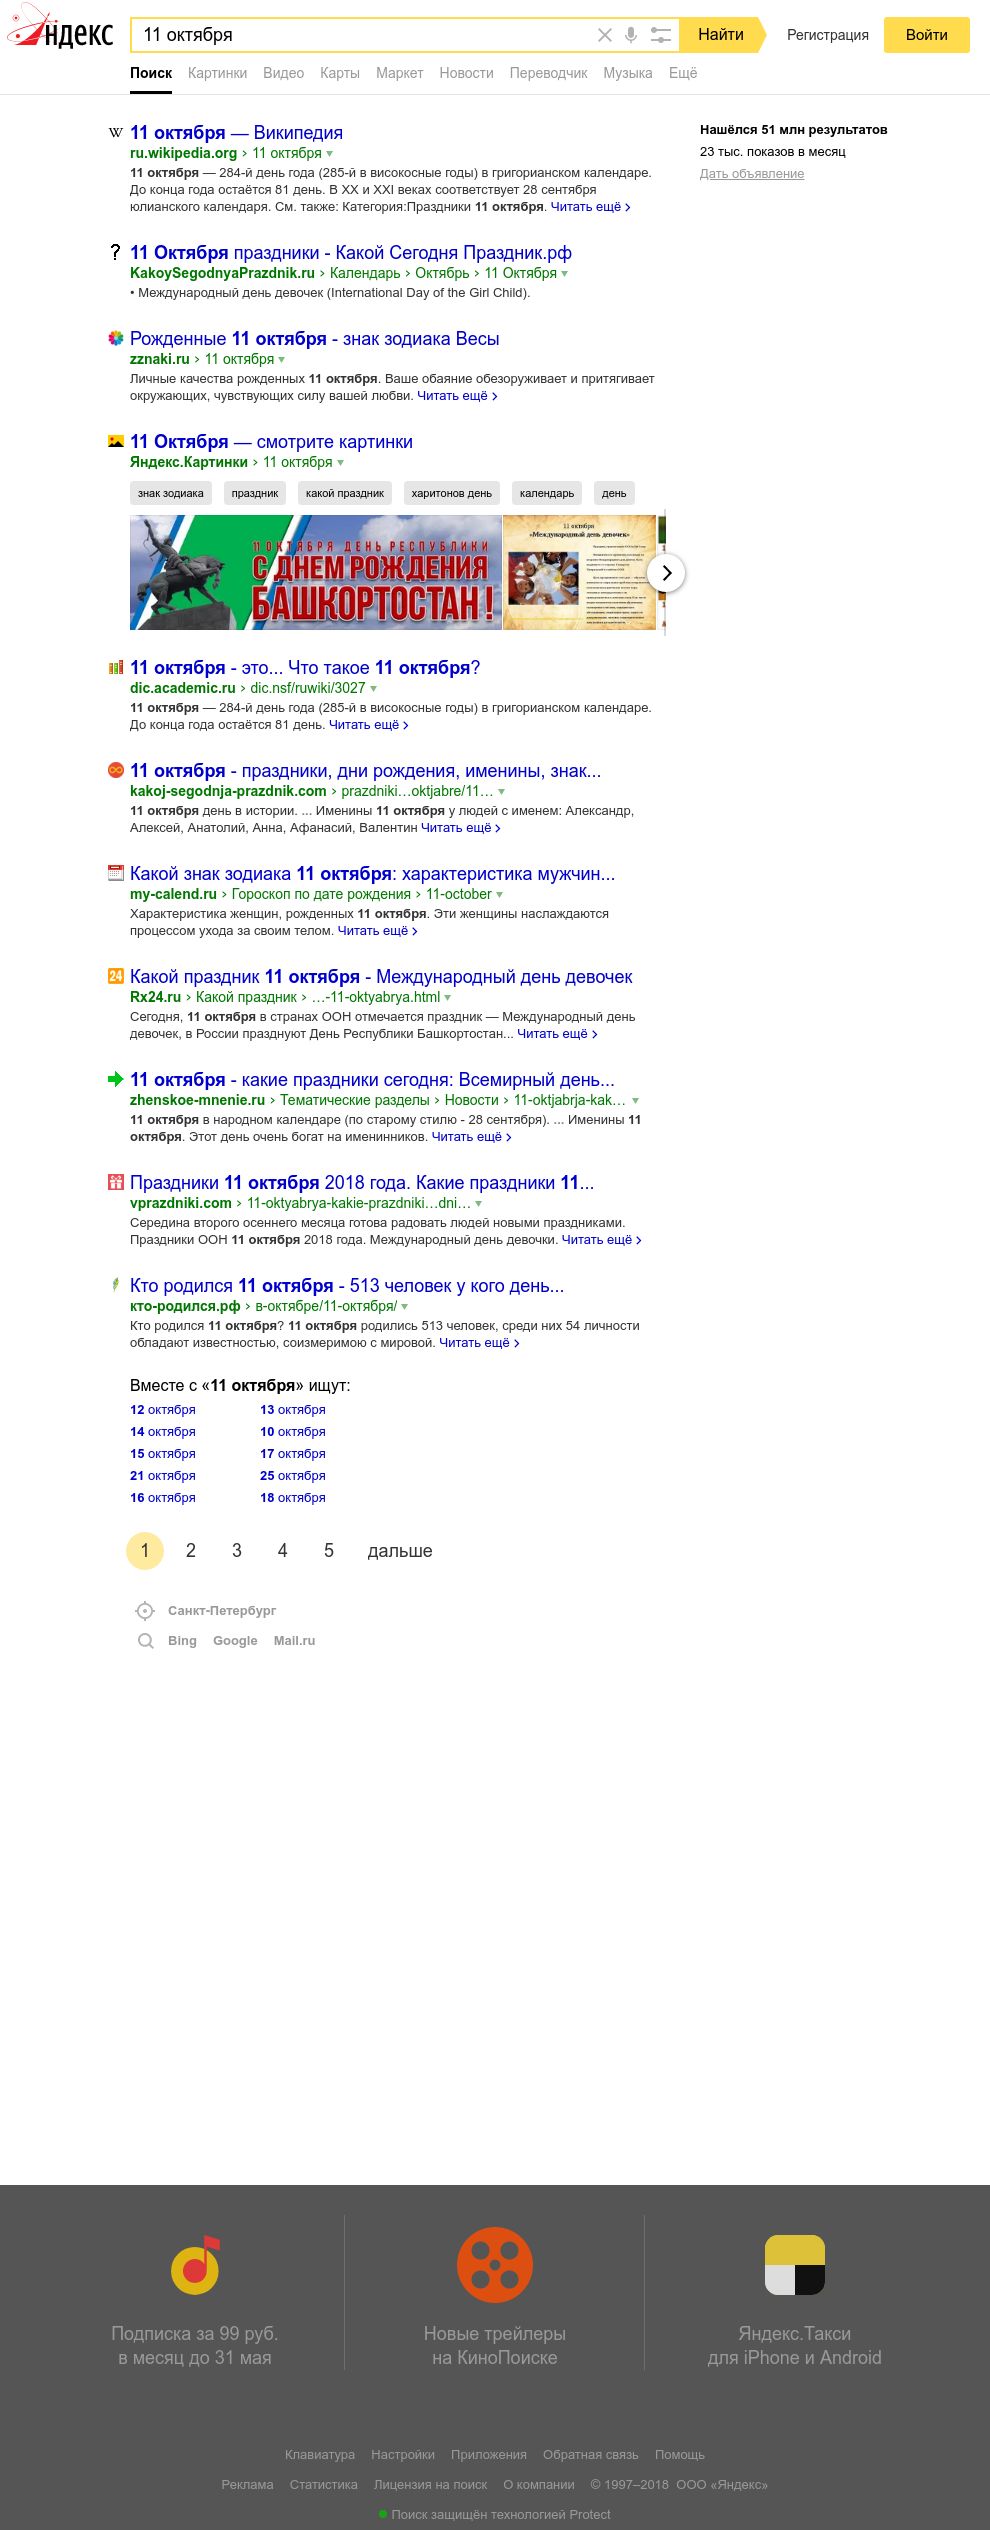 Яндекс
11 октября
Найти
Регистрация
Войти
Поиск Картинки Видео Карты Маркет Новости Переводчик Музыка Ещё
Нашёлся 51 млн результатов
23 тыс. показов в месяц
Дать объявление
11 октября — Википедия
ru.wikipedia.org › 11 октября
11 октября — 284-й день года (285-й в високосные годы) в григорианском календаре.
До конца года остаётся 81 день. В XX и XXI веках соответствует 28 сентября
юлианского календаря. См. также: Категория:Праздники 11 октября. Читать ещё ›
11 Октября праздники - Какой Сегодня Праздник.рф
KakoySegodnyaPrazdnik.ru › Календарь › Октябрь › 11 Октября
• Международный день девочек (International Day of the Girl Child).
Рожденные 11 октября - знак зодиака Весы
zznaki.ru › 11 октября
Личные качества рожденных 11 октября. Ваше обаяние обезоруживает и притягивает
окружающих, чувствующих силу вашей любви. Читать ещё ›
11 Октября — смотрите картинки
Яндекс.Картинки › 11 октября
знак зодиака праздник какой праздник харитонов день календарь день
11 ОКТЯБРЯ ДЕНЬ РЕСПУБЛИКИ
С ДНЕМ РОЖДЕНИЯ
БАШКОРТОСТАН!
11 октября
«Международный день девочек»
11 октября - это... Что такое 11 октября?
dic.academic.ru › dic.nsf/ruwiki/3027
11 октября — 284-й день года (285-й в високосные годы) в григорианском календаре.
До конца года остаётся 81 день. Читать ещё ›
11 октября - праздники, дни рождения, именины, знак...
kakoj-segodnja-prazdnik.com › prazdniki…oktjabre/11…
11 октября день в истории. ... Именины 11 октября у людей с именем: Александр,
Алексей, Анатолий, Анна, Афанасий, Валентин Читать ещё ›
Какой знак зодиака 11 октября: характеристика мужчин...
my-calend.ru › Гороскоп по дате рождения › 11-october
Характеристика женщин, рожденных 11 октября. Эти женщины наслаждаются
процессом ухода за своим телом. Читать ещё ›
24
Какой праздник 11 октября - Международный день девочек
Rx24.ru › Какой праздник › …-11-oktyabrya.html
Сегодня, 11 октября в странах ООН отмечается праздник — Международный день
девочек, в России празднуют День Республики Башкортостан... Читать ещё ›
11 октября - какие праздники сегодня: Всемирный день...
zhenskoe-mnenie.ru › Тематические разделы › Новости › 11-oktjabrja-kak…
11 октября в народном календаре (по старому стилю - 28 сентября). ... Именины 11
октября. Этот день очень богат на именинников. Читать ещё ›
Праздники 11 октября 2018 года. Какие праздники 11...
vprazdniki.com › 11-oktyabrya-kakie-prazdniki…dni…
Середина второго осеннего месяца готова радовать людей новыми праздниками.
Праздники ООН 11 октября 2018 года. Международный день девочки. Читать ещё ›
Кто родился 11 октября - 513 человек у кого день...
кто-родился.рф › в-октябре/11-октября/
Кто родился 11 октября? 11 октября родились 513 человек, среди них 54 личности
обладают известностью, соизмеримою с мировой. Читать ещё ›
Вместе с «11 октября» ищут:
12 октября 13 октября
14 октября 10 октября
15 октября 17 октября
21 октября 25 октября
16 октября 18 октября
1 2 3 4 5 дальше
Санкт-Петербург
Bing Google Mail.ru
Подписка за 99 руб.
в месяц до 31 мая
Новые трейлеры
на КиноПоиске
Яндекс.Такси
для iPhone и Android
Клавиатура Настройки Приложения Обратная связь Помощь
Реклама Статистика Лицензия на поиск О компании © 1997–2018 ООО «Яндекс»
Поиск защищён технологией Protect